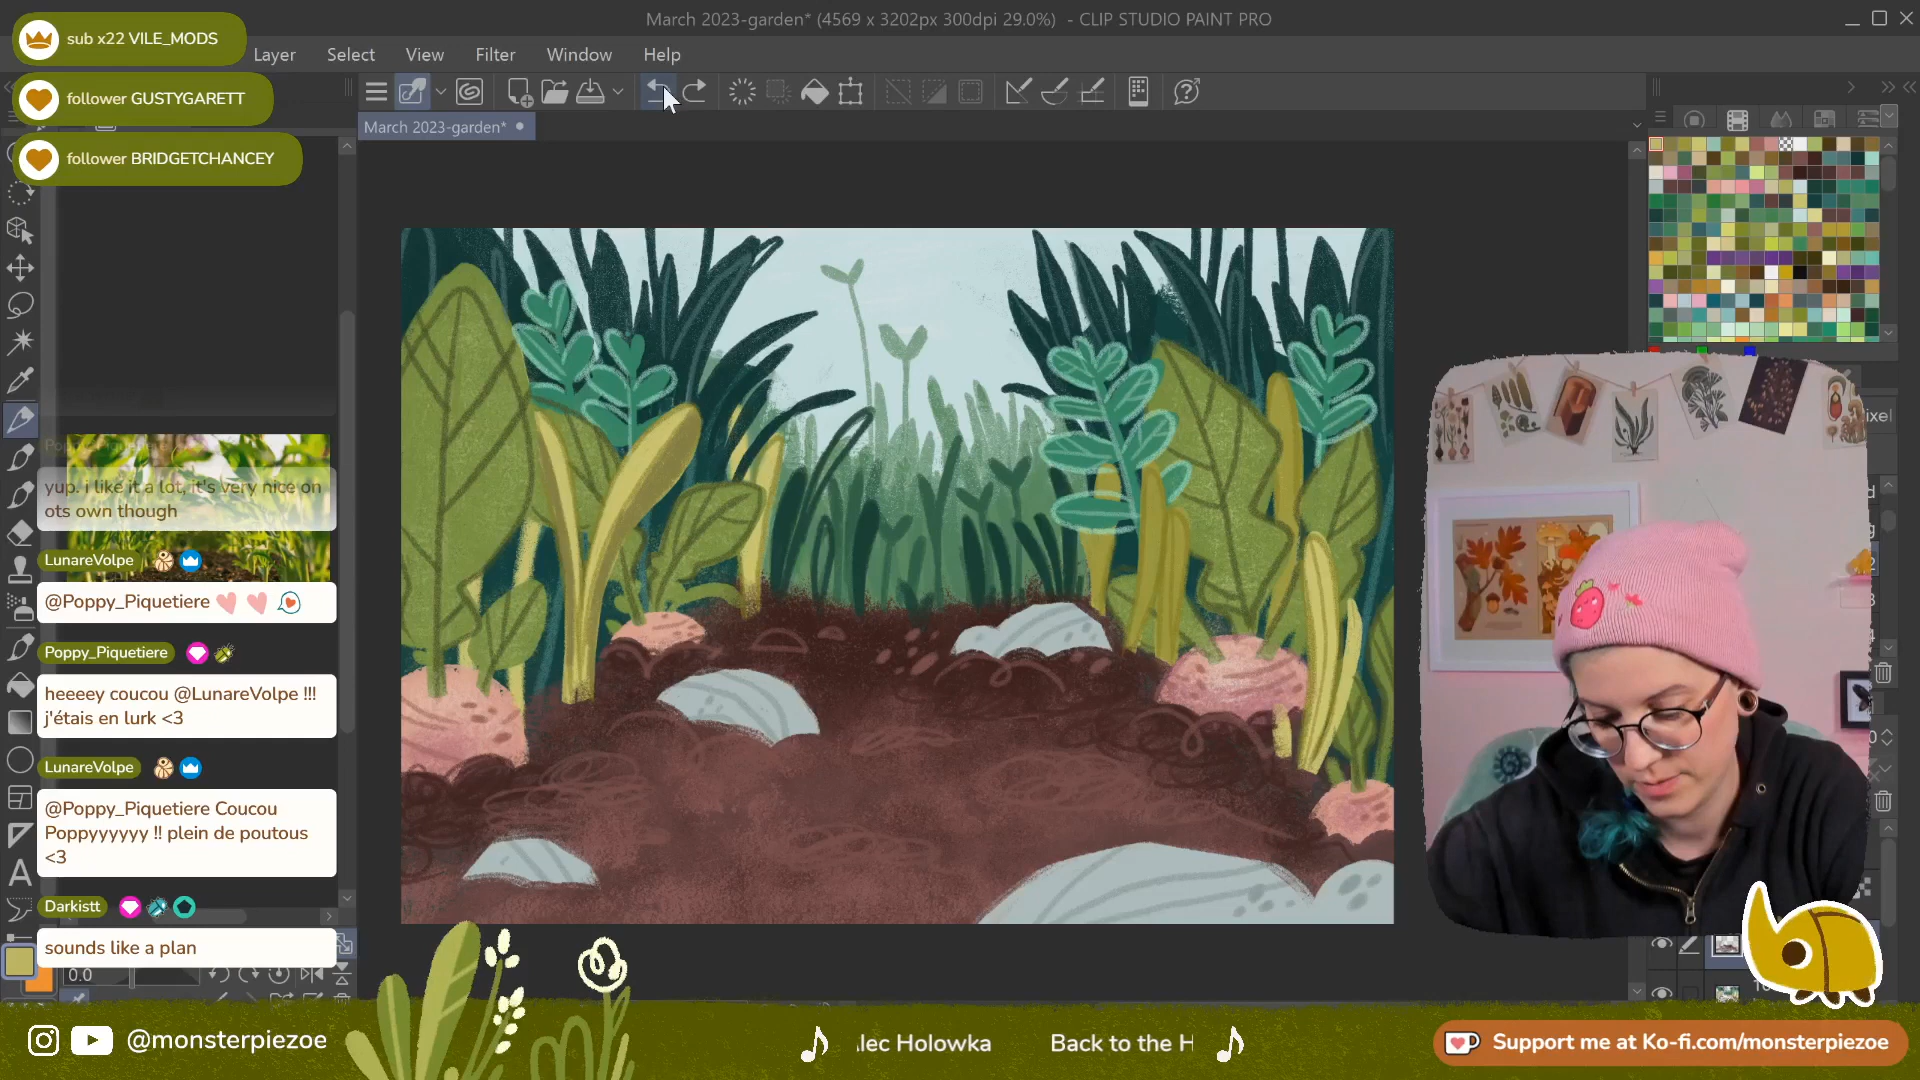 March 2023-garden* (4569 x 3202px 300dpi 29.0%) - CLIP STUDIO PAINT PRO
sub x22 VILE_MODS
Layer
Select
View
Filter
Window
Help
follower GUSTYGARETT
March 2023-garden*
follower BRIDGETCHANCEY
yup. i like it a lot, it's very nice on
ots own though
LunareVolpe
@Poppy_Piquetiere
Poppy_Piquetiere
heeeey coucou @LunareVolpe !!!
j'étais en lurk <3
LunareVolpe
@Poppy_Piquetiere Coucou
Poppyyyyyy !! plein de poutous
<3
Darkistt
sounds like a plan
0.0
@monsterpiezoe
lec Holowka
Back to the H
Support me at Ko-fi.com/monsterpiezoe